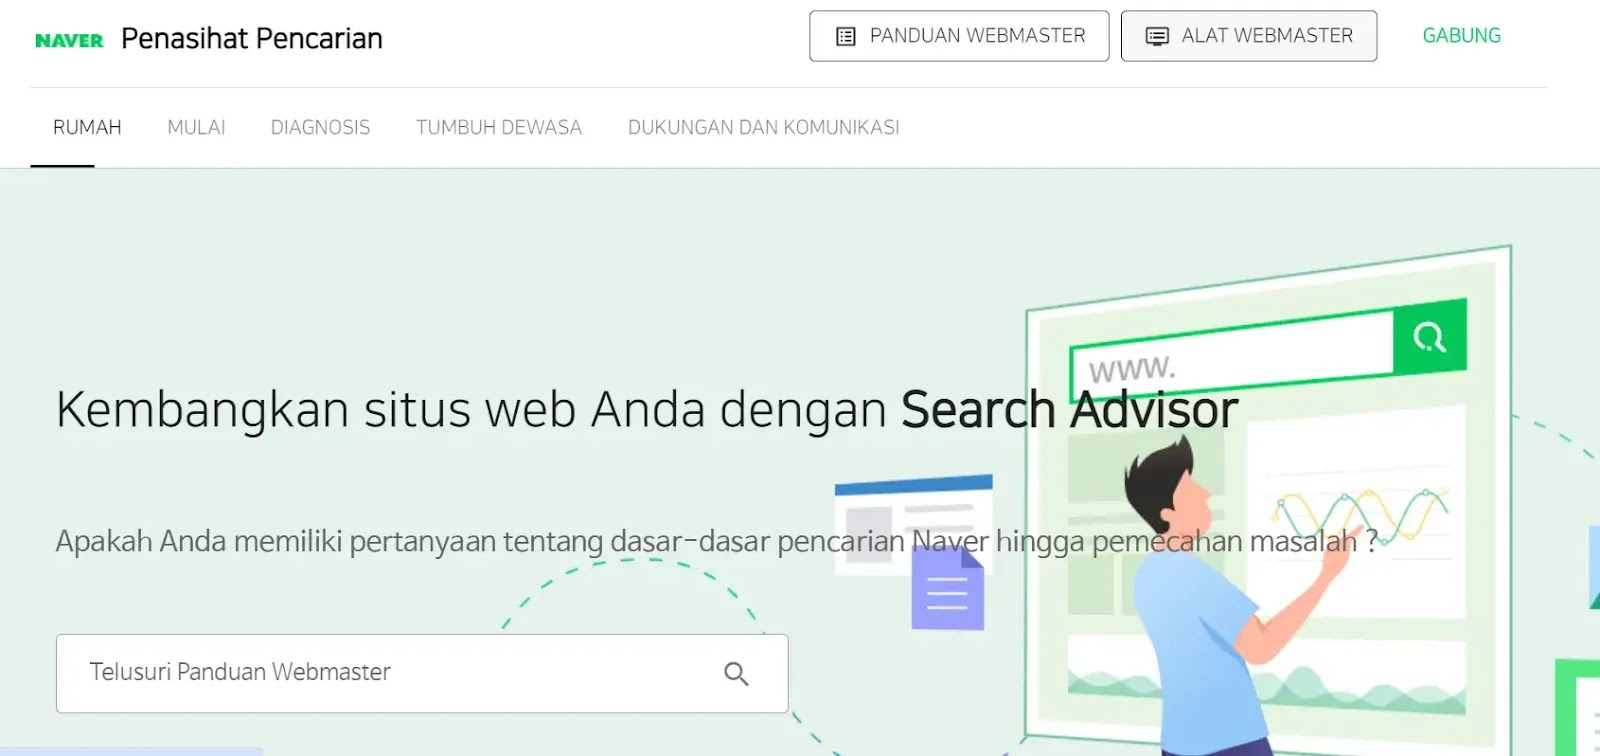 NAVER Penasihat Pencarian
PANDUAN WEBMASTER
ALAT WEBMASTER
GABUNG
RUMAH
MULAI
DIAGNOSIS
TUMBUH DEWASA
DUKUNGAN DAN KOMUNIKASI
www.
Kembangkan situs web Anda dengan Search Advisor
Apakah Anda memiliki pertanyaan tentang dasar-dasar pencarian Naver hingga pemecahan masalah ?
Telusuri Panduan Webmaster